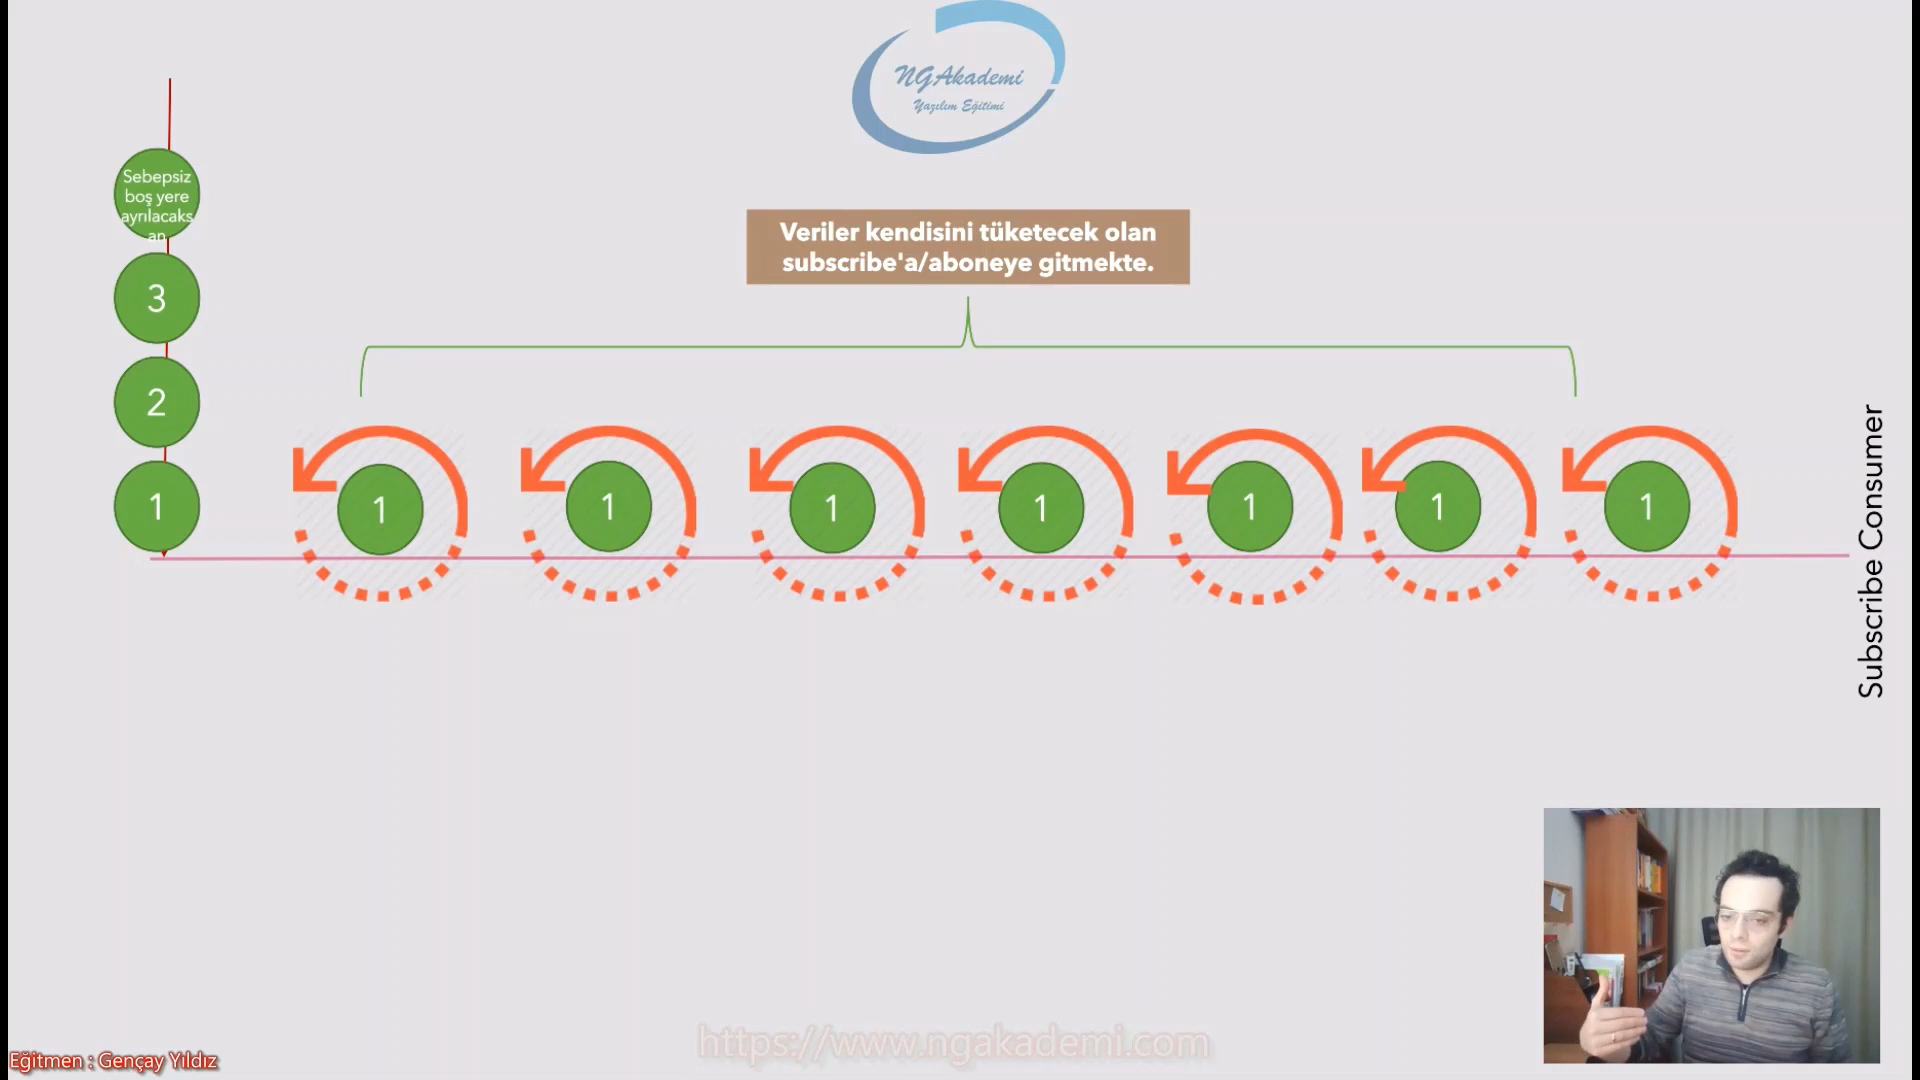 NGAkademi
Yazılım Eğitimi
Sebepsiz
boş yere
ayrılacaks
an
3
2
1
Veriler kendisini tüketecek olan
subscribe'a/aboneye gitmekte.
1
1
1
1
1
1
1
Subscribe Consumer
https://www.ngakademi.com
Eğitmen : Gençay Yıldız